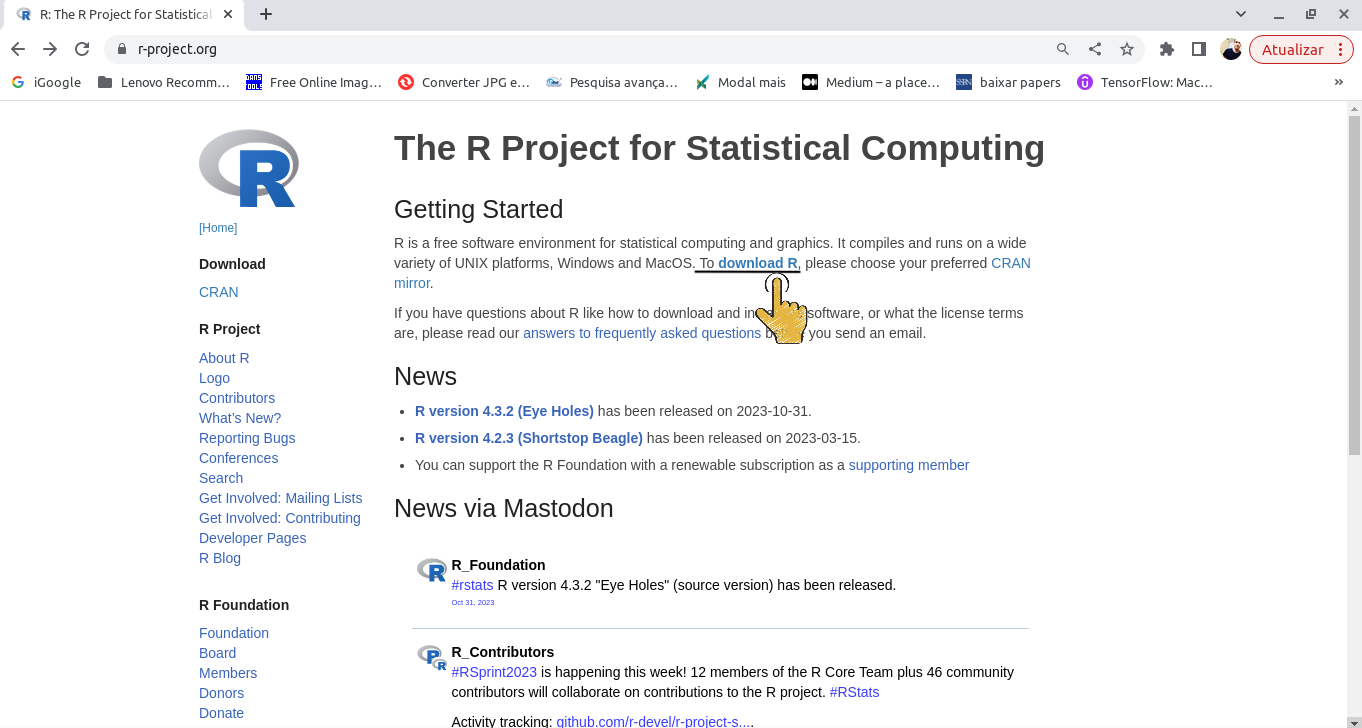 R: The R Project for Statistical
r-project.org
Atualizar
iGoogle
Lenovo Recomm…
Free Online Imag…
Converter JPG e…
Pesquisa avança…
Modal mais
Medium – a place…
baixar papers
TensorFlow: Mac…
»
[Home]
Download
CRAN
R Project
About R
Logo
Contributors
What's New?
Reporting Bugs
Conferences
Search
Get Involved: Mailing Lists
Get Involved: Contributing
Developer Pages
R Blog
R Foundation
Foundation
Board
Members
Donors
Donate
The R Project for Statistical Computing
Getting Started
R is a free software environment for statistical computing and graphics. It compiles and runs on a wide
variety of UNIX platforms, Windows and MacOS. To download R, please choose your preferred CRAN
mirror.
If you have questions about R like how to download and software, or what the license terms
are, please read our answers to frequently asked questions you send an email.
News
• R version 4.3.2 (Eye Holes) has been released on 2023-10-31.
• R version 4.2.3 (Shortstop Beagle) has been released on 2023-03-15.
• You can support the R Foundation with a renewable subscription as a supporting member
News via Mastodon
R_Foundation
#rstats R version 4.3.2 "Eye Holes" (source version) has been released.
Oct 31, 2023
R_Contributors
#RSprint2023 is happening this week! 12 members of the R Core Team plus 46 community
contributors will collaborate on contributions to the R project. #RStats
Activity tracking: github.com/r-devel/r-project-s....